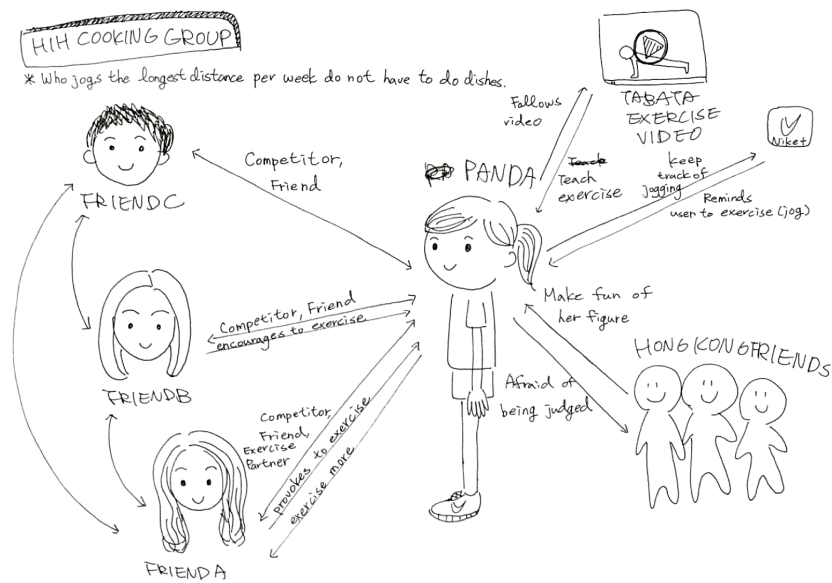 HIH COOKING GROUP
* Who jogs the longest distance per week do not have to do dishes.
TABATA
EXERCISE
VIDEO
Follows
video
Teach
Teach
exercise
Niket
keep
track of
jogging
Reminds
user to exercise (jog)
PANDA
Competitor,
Friend
FRIENDC
Competitor, Friend
encourages to exercise
FRIENDB
Make fun of
her figure
HONGKONGFRIENDS
Afraid of
being judged
Competitor,
Friend,
Exercise
Partner
provokes to exercise
exercise more
FRIENDA